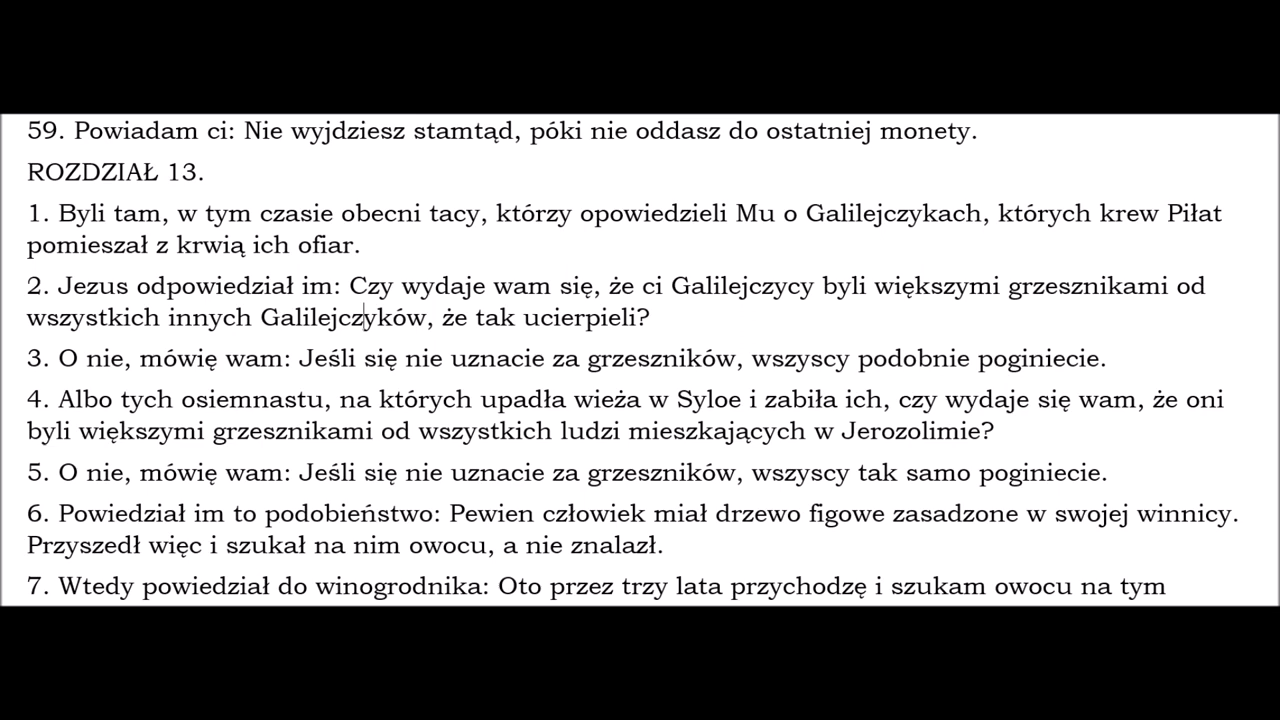 59. Powiadam ci: Nie wyjdziesz stamtąd, póki nie oddasz do ostatniej monety.
ROZDZIAŁ 13.
1. Byli tam, w tym czasie obecni tacy, którzy opowiedzieli Mu o Galilejczykach, których krew Piłat
pomieszał z krwią ich ofiar.
2. Jezus odpowiedział im: Czy wydaje wam się, że ci Galilejczycy byli większymi grzesznikami od
wszystkich innych Galilejczyków, że tak ucierpieli?
3. O nie, mówię wam: Jeśli się nie uznacie za grzeszników, wszyscy podobnie poginiecie.
4. Albo tych osiemnastu, na których upadła wieża w Syloe i zabiła ich, czy wydaje się wam, że oni
byli większymi grzesznikami od wszystkich ludzi mieszkających w Jerozolimie?
5. O nie, mówię wam: Jeśli się nie uznacie za grzeszników, wszyscy tak samo poginiecie.
6. Powiedział im to podobieństwo: Pewien człowiek miał drzewo figowe zasadzone w swojej winnicy.
Przyszedł więc i szukał na nim owocu, a nie znalazł.
7. Wtedy powiedział do winogrodnika: Oto przez trzy lata przychodzę i szukam owocu na tym